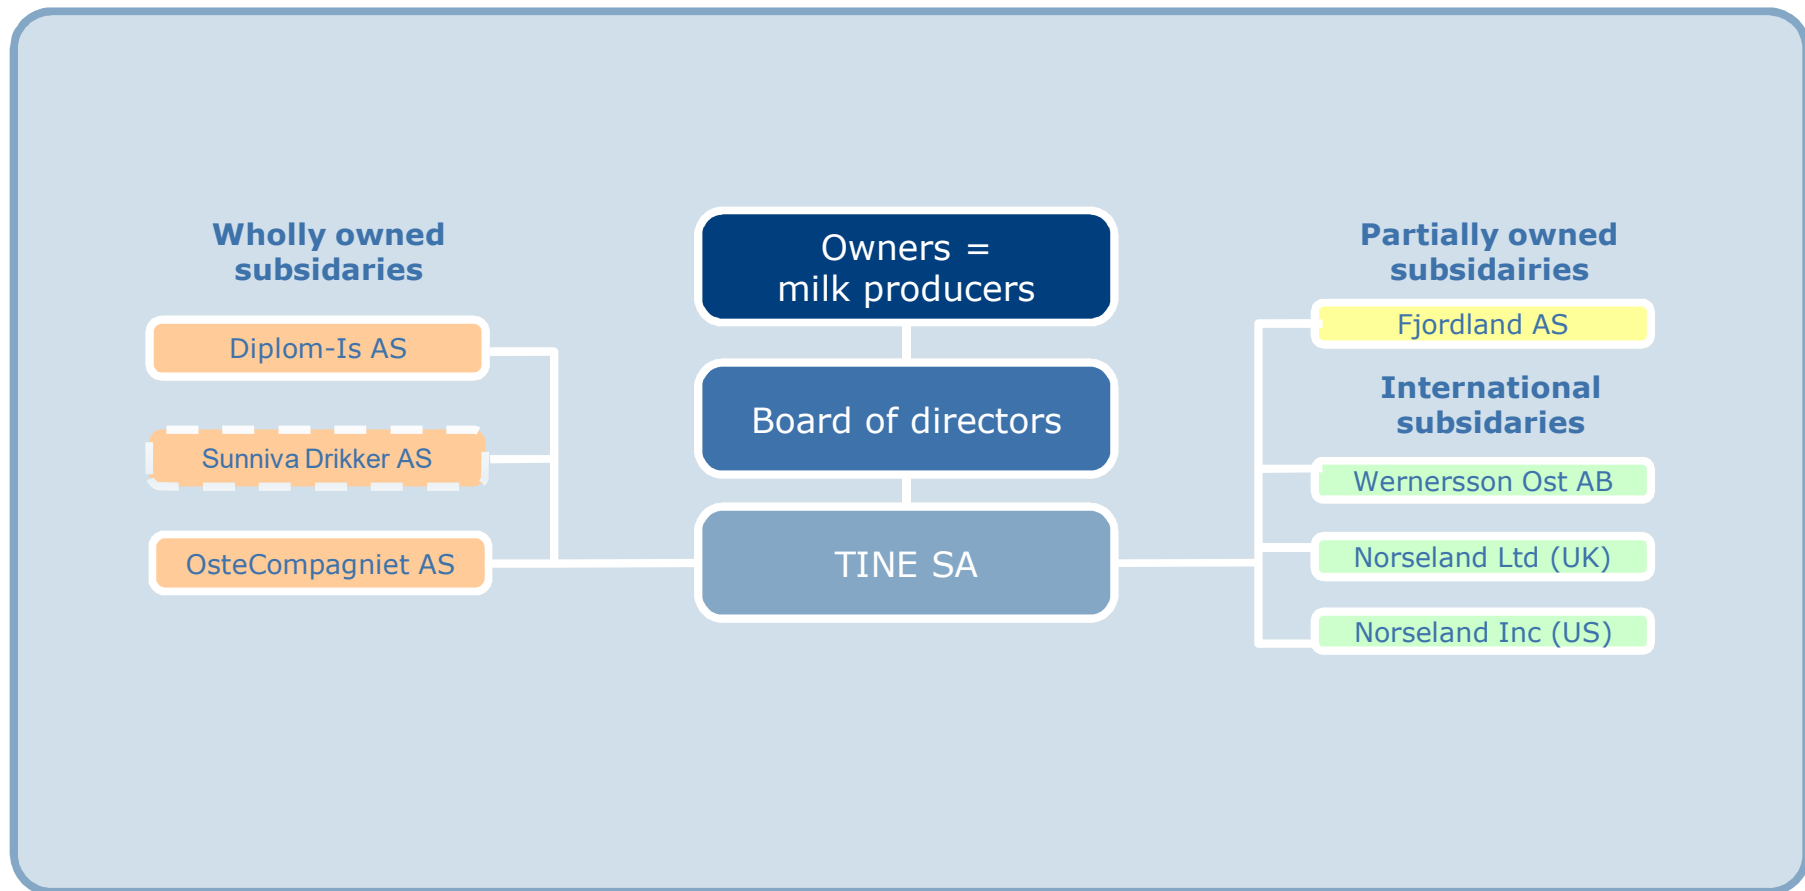 Wholly owned
subsidaries
Diplom-Is AS
Sunniva Drikker AS
OsteCompagniet AS
Owners =
milk producers
Board of directors
TINE SA
Partially owned
subsidairies
Fjordland AS
International
subsidaries
Wernersson Ost AB
Norseland Ltd (UK)
Norseland Inc (US)